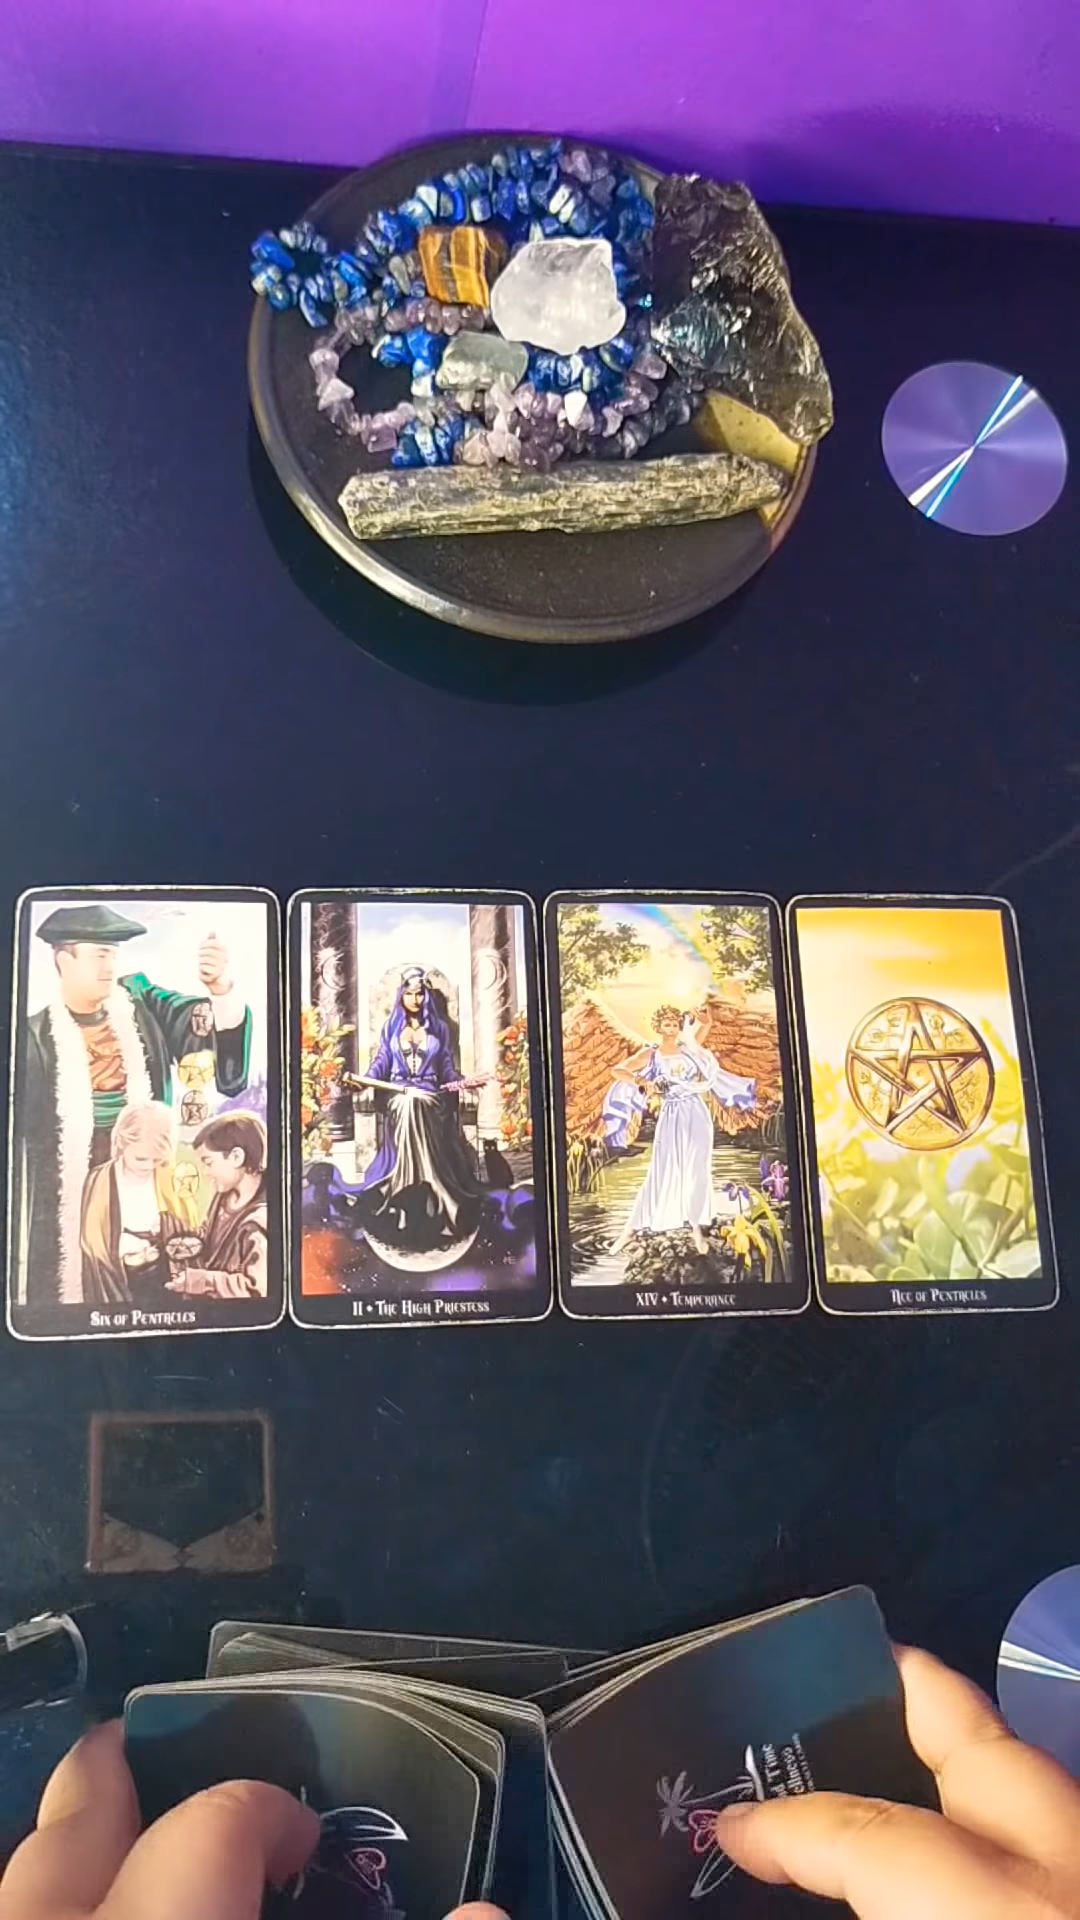 Six of Pentacles
II • The High Priestess
XIV • Temperance
Ace of Pentacles